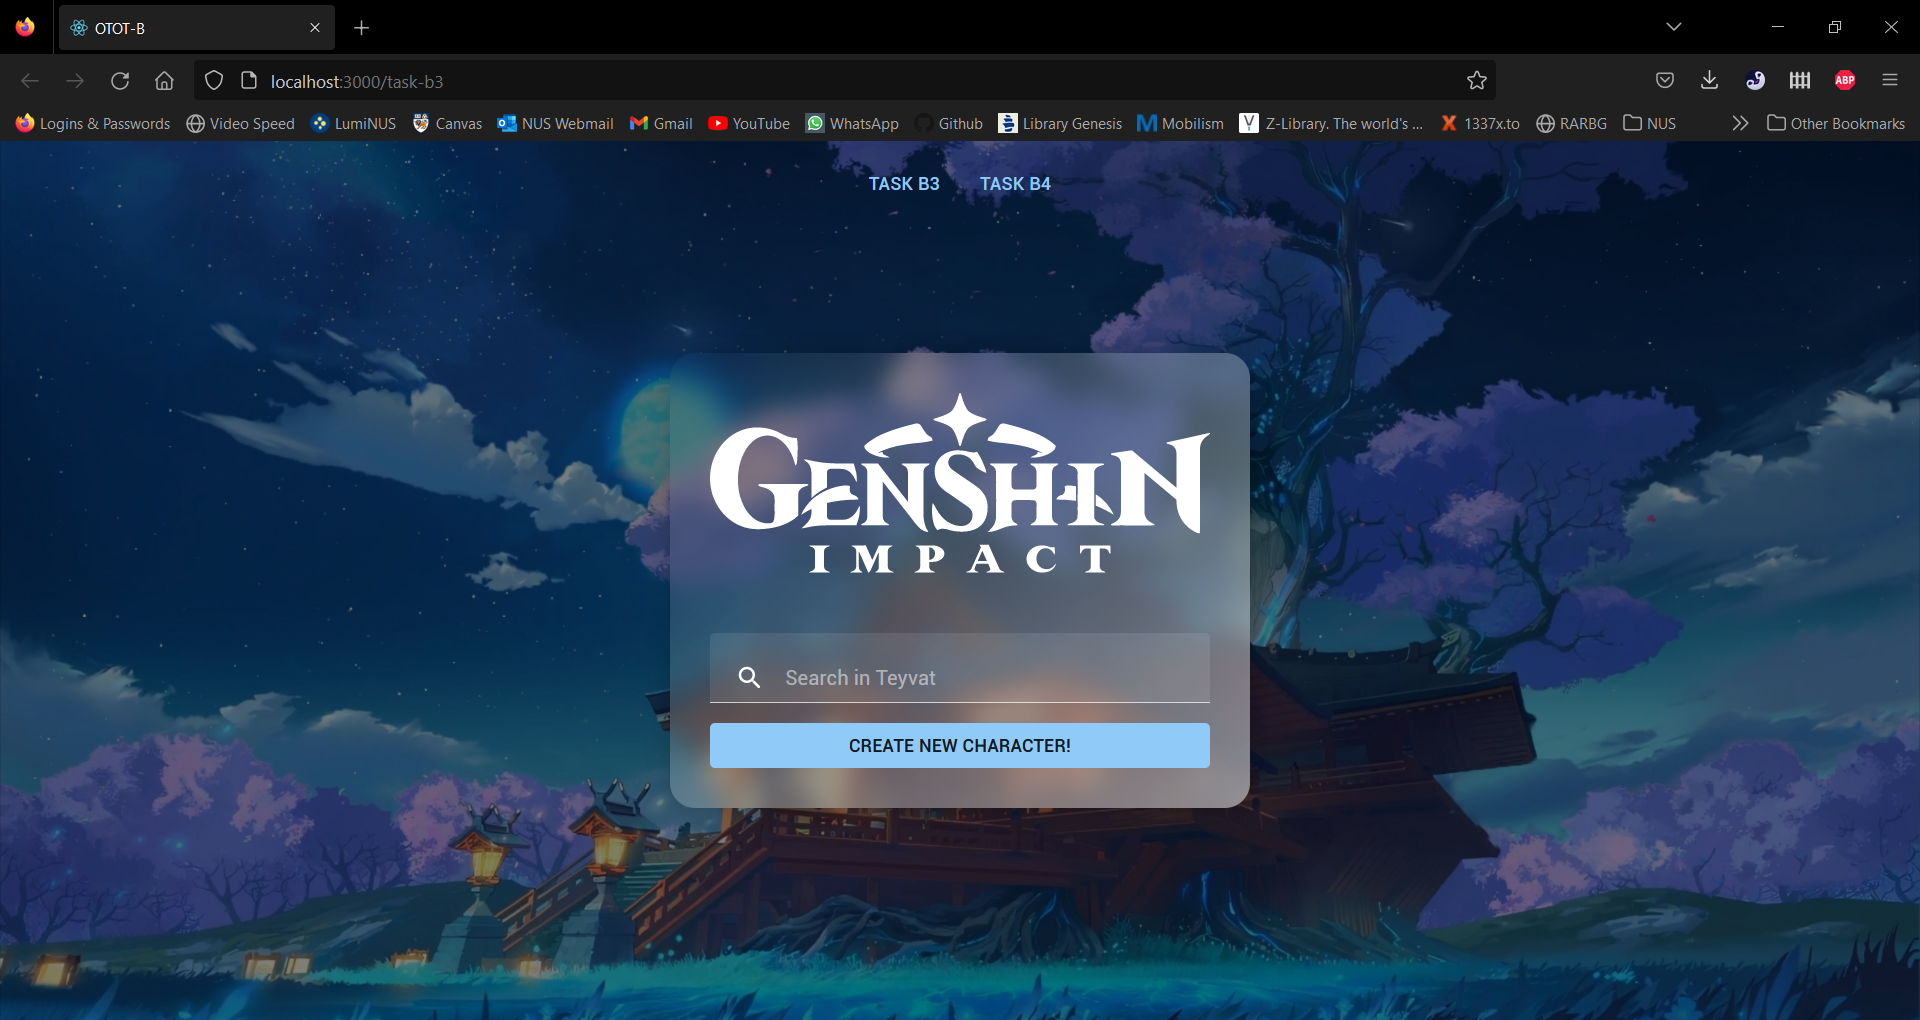 OTOT-B
localhost:3000/task-b3
ABP
Logins & Passwords Video Speed LumiNUS Canvas NUS Webmail Gmail YouTube WhatsApp Github Library Genesis Mobilism Z-Library. The world's ... 1337x.to RARBG NUS Other Bookmarks
TASK B3 TASK B4
GENSHIN
IMPACT
Search in Teyvat
CREATE NEW CHARACTER!